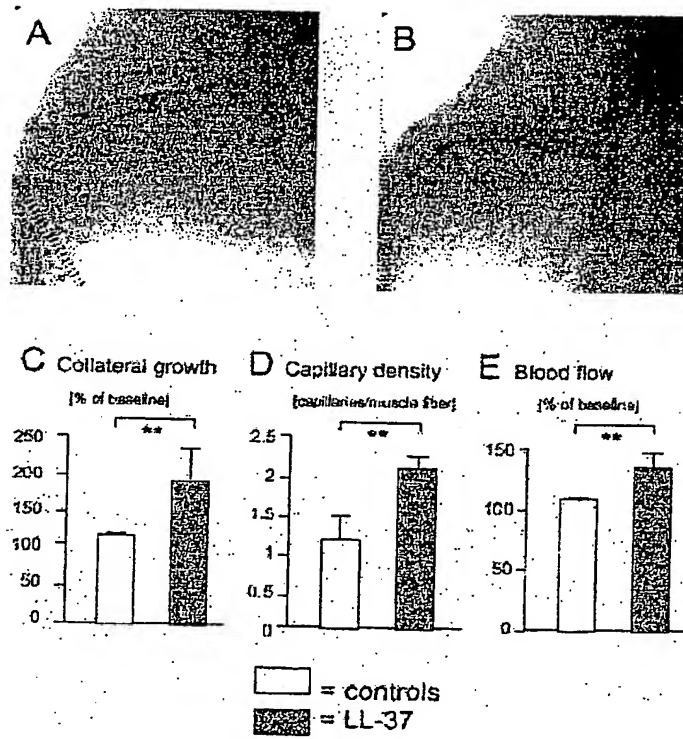 A B
C Collateral growth
[% of baseline]
**
250
200
150
100
50
0
D Capillary density
[capillaries/muscle fiber]
**
2.5
2
1.5
1
0.5
0
E Blood flow
[% of baseline]
**
150
100
50
0
= controls
= LL-37